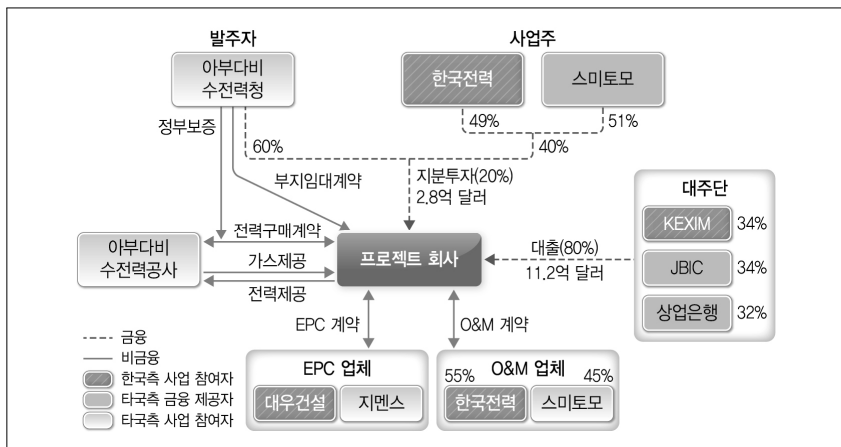 발주자
사업주
아부다비
수전력청
한국전력
스미토모
49%
51%
정부보증
60%
40%
부지임대계약
지분투자(20%)
2.8억 달러
대주단
KEXIM 34%
JBIC 34%
상업은행 32%
아부다비
수전력공사
전력구매계약
가스제공
전력제공
프로젝트 회사
대출(80%)
11.2억 달러
EPC 계약
O&M 계약
금융
비금융
한국측 사업 참여자
타국측 금융 제공자
타국측 사업 참여자
EPC 업체
대우건설
지멘스
55% O&M 업체 45%
한국전력
스미토모